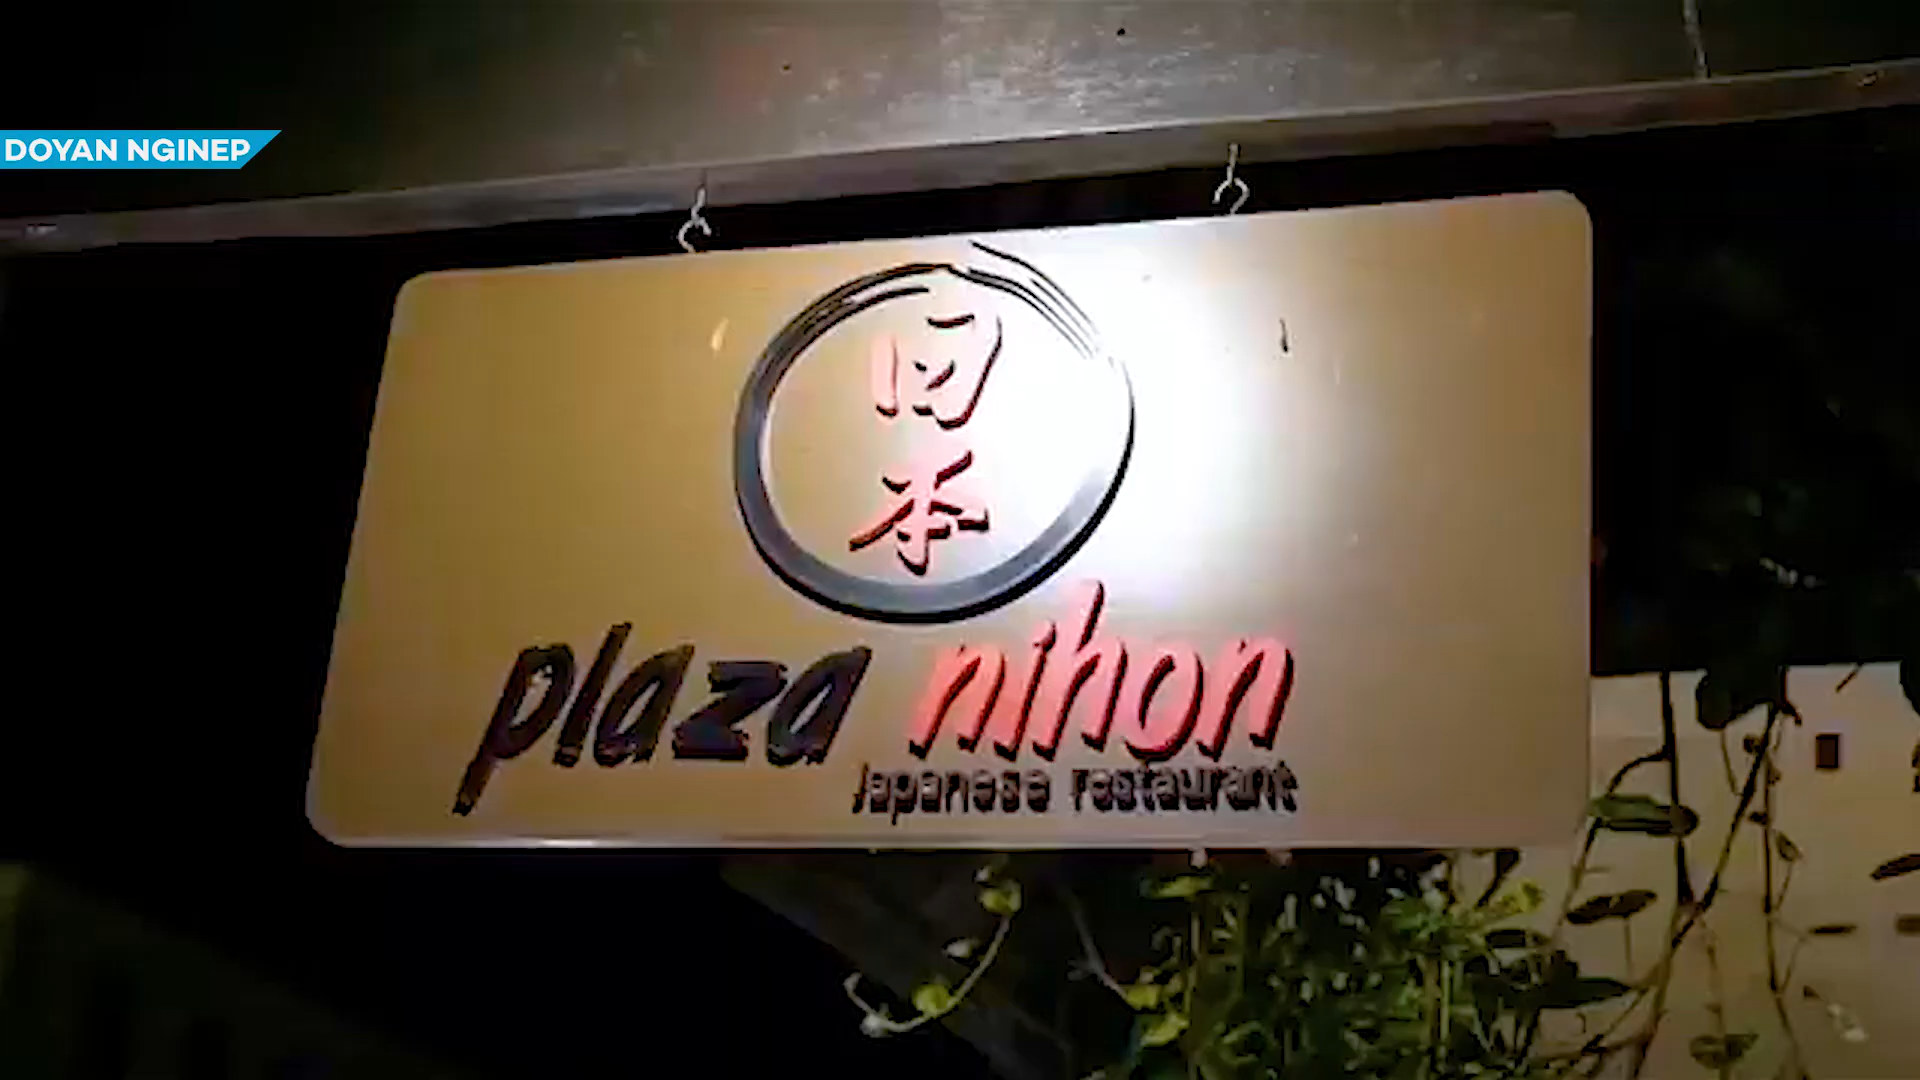 DOYAN NGINEP
日
本
plaza nihon
Japanese restaurant